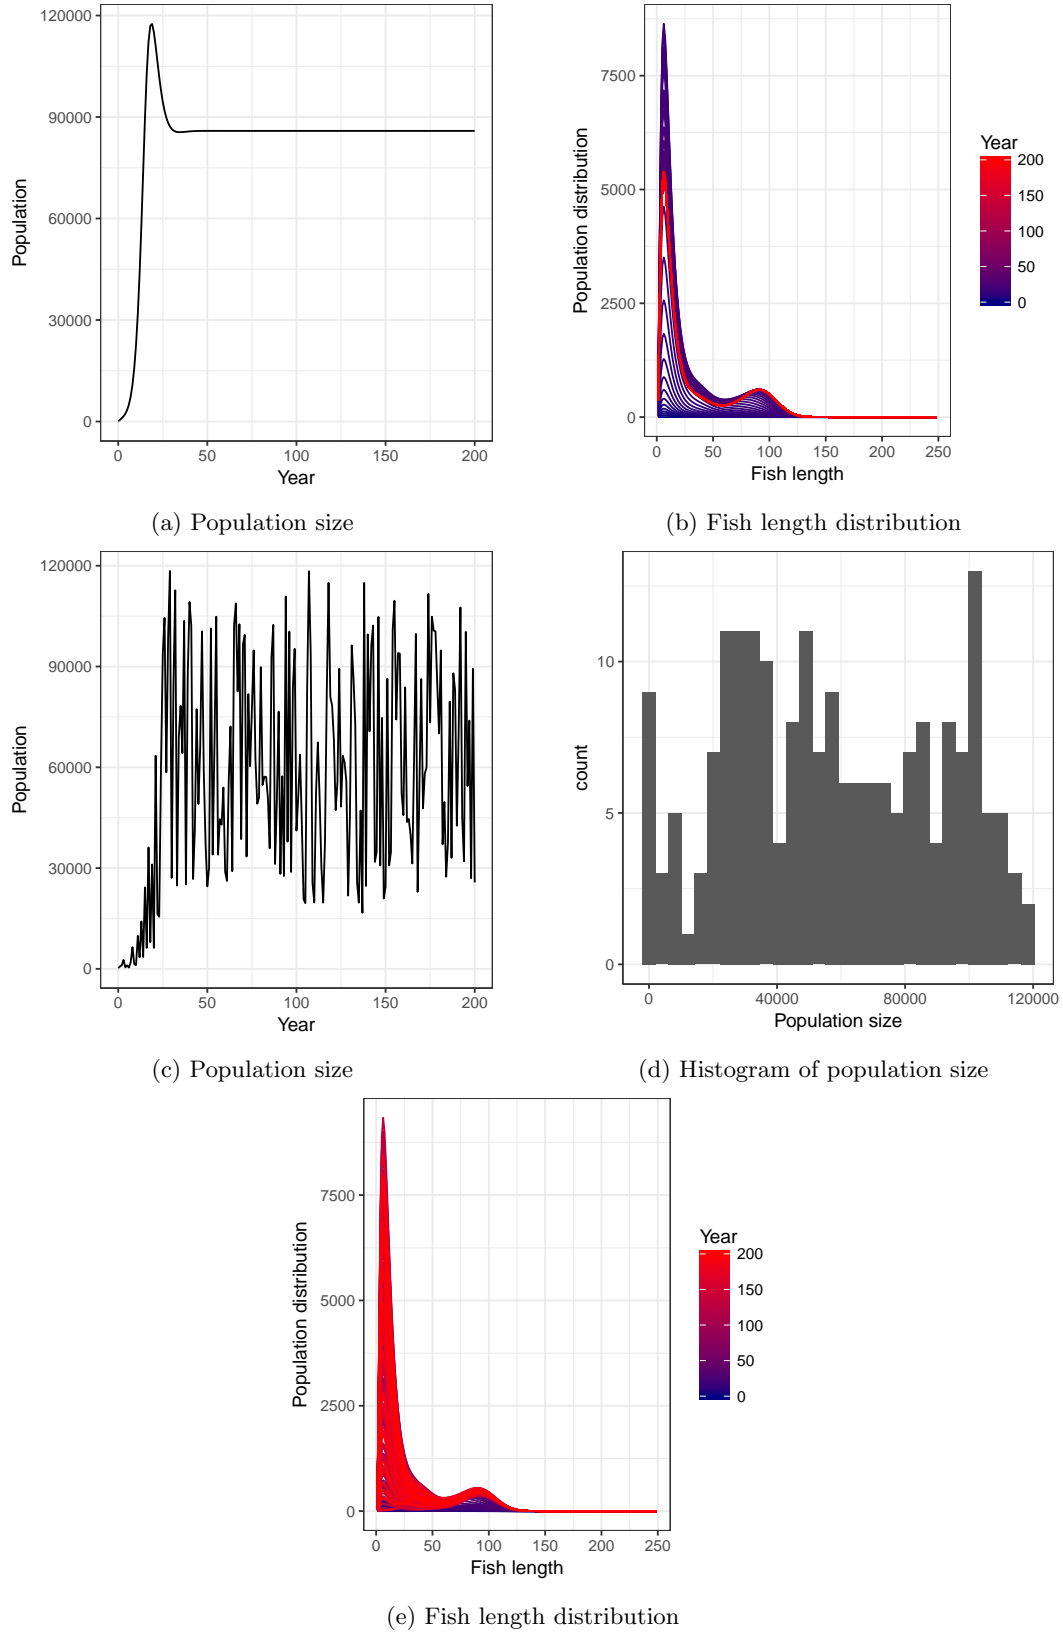 120000
90000
60000
30000
0
Population
0 50 100 150 200
Year
(a) Population size
7500
5000
2500
0
Population distribution
0 50 100 150 200 250
Fish length
Year
200
150
100
50
0
(b) Fish length distribution
120000
90000
60000
30000
0
Population
0 50 100 150 200
Year
(c) Population size
10
5
0
count
0 40000 80000 120000
Population size
(d) Histogram of population size
7500
5000
2500
0
Population distribution
0 50 100 150 200 250
Fish length
Year
200
150
100
50
0
(e) Fish length distribution